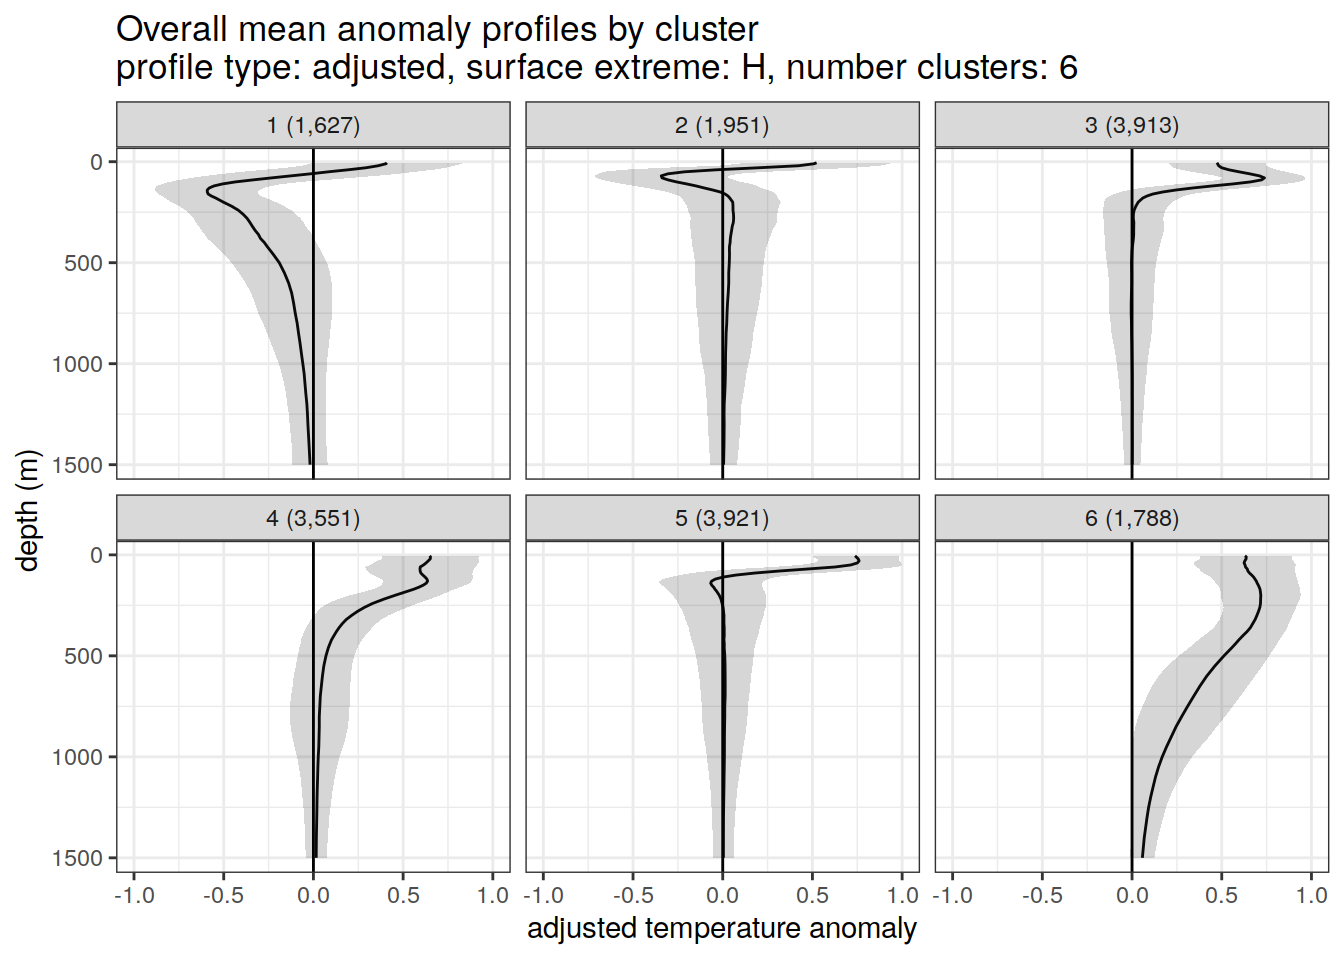 Overall mean anomaly profiles by cluster
profile type: adjusted, surface extreme: H, number clusters: 6
1 (1,627)
2 (1,951)
3 (3,913)
0
500
1000
1500
4 (3,551)
5 (3,921)
6 (1,788)
0
500
1000
1500
depth (m)
-1.0 -0.5 0.0 0.5 1.0
-1.0 -0.5 0.0 0.5 1.0
-1.0 -0.5 0.0 0.5 1.0
adjusted temperature anomaly